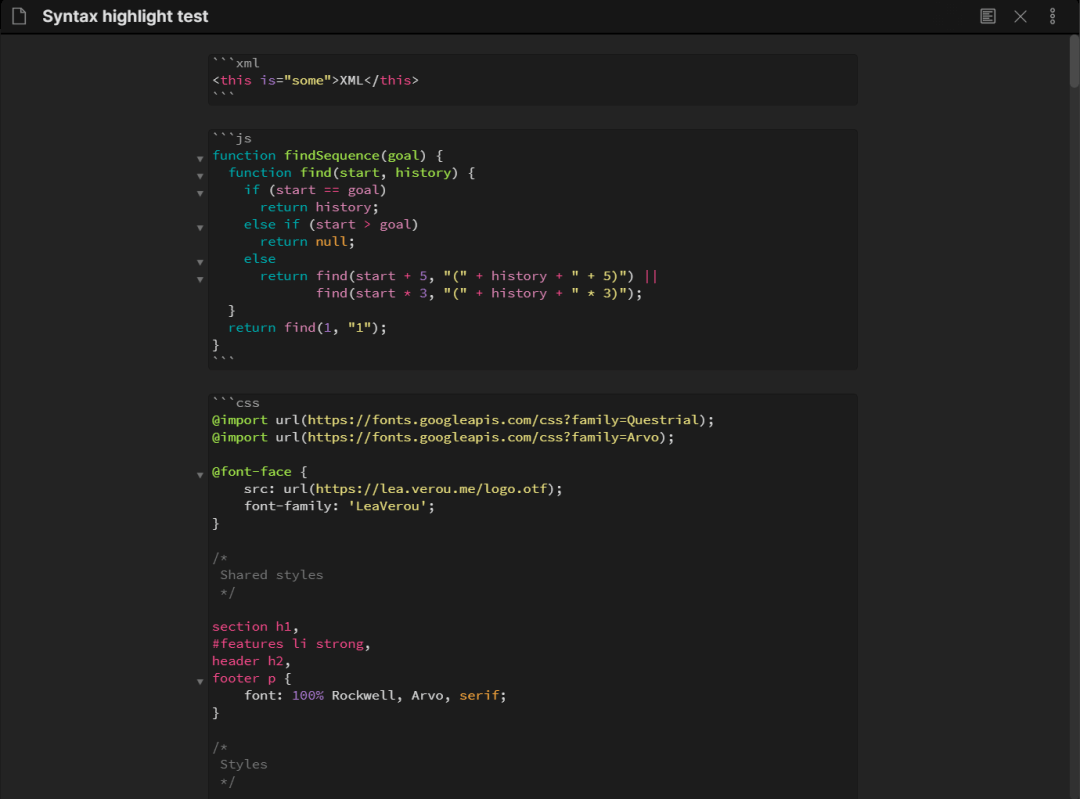 Syntax highlight test
```xml
<this is="some">XML</this>
```
```js
function findSequence(goal) {
  function find(start, history) {
    if (start == goal)
      return history;
    else if (start > goal)
      return null;
    else
      return find(start + 5, "(" + history + " + 5)") ||
             find(start * 3, "(" + history + " * 3)");
  }
  return find(1, "1");
}
```
```css
@import url(https://fonts.googleapis.com/css?family=Questrial);
@import url(https://fonts.googleapis.com/css?family=Arvo);

@font-face {
    src: url(https://lea.verou.me/logo.otf);
    font-family: 'LeaVerou';
}

/*
 Shared styles
 */

section h1,
#features li strong,
header h2,
footer p {
    font: 100% Rockwell, Arvo, serif;
}

/*
 Styles
 */